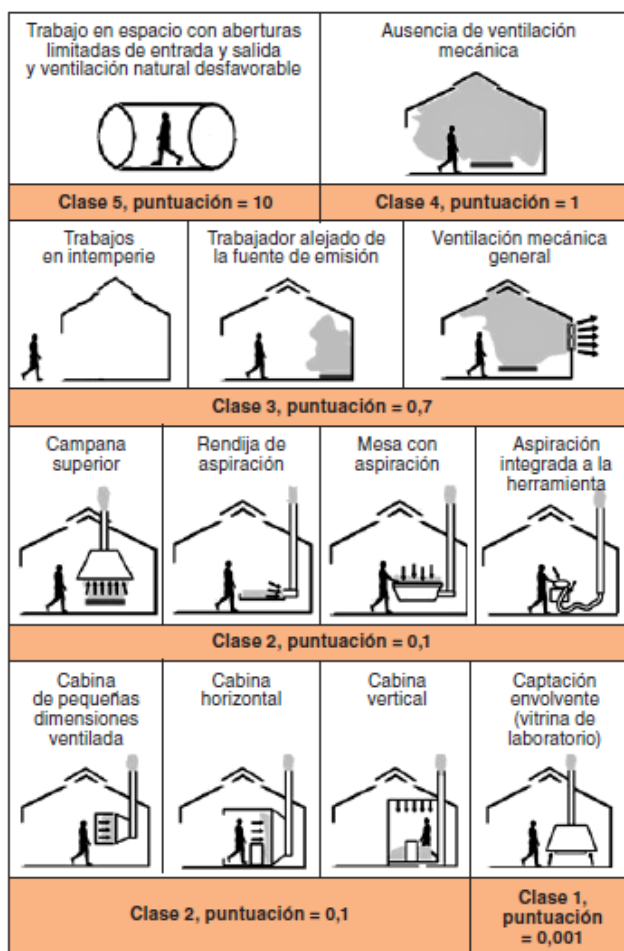 Trabajo en espacio con aberturas
limitadas de entrada y salida
y ventilación natural desfavorable
Ausencia de ventilación
mecánica
Clase 5, puntuación = 10
Clase 4, puntuación = 1
Trabajos
en intemperie
Trabajador alejado de
la fuente de emisión
Ventilación mecánica
general
Clase 3, puntuación = 0,7
Campana
superior
Rendija de
aspiración
Mesa con
aspiración
Aspiración
integrada a la
herramienta
Clase 2, puntuación = 0,1
Cabina
de pequeñas
dimensiones
ventilada
Cabina
horizontal
Cabina
vertical
Captación
envolvente
(vitrina de
laboratorio)
Clase 2, puntuación = 0,1
Clase 1,
puntuación
= 0,001